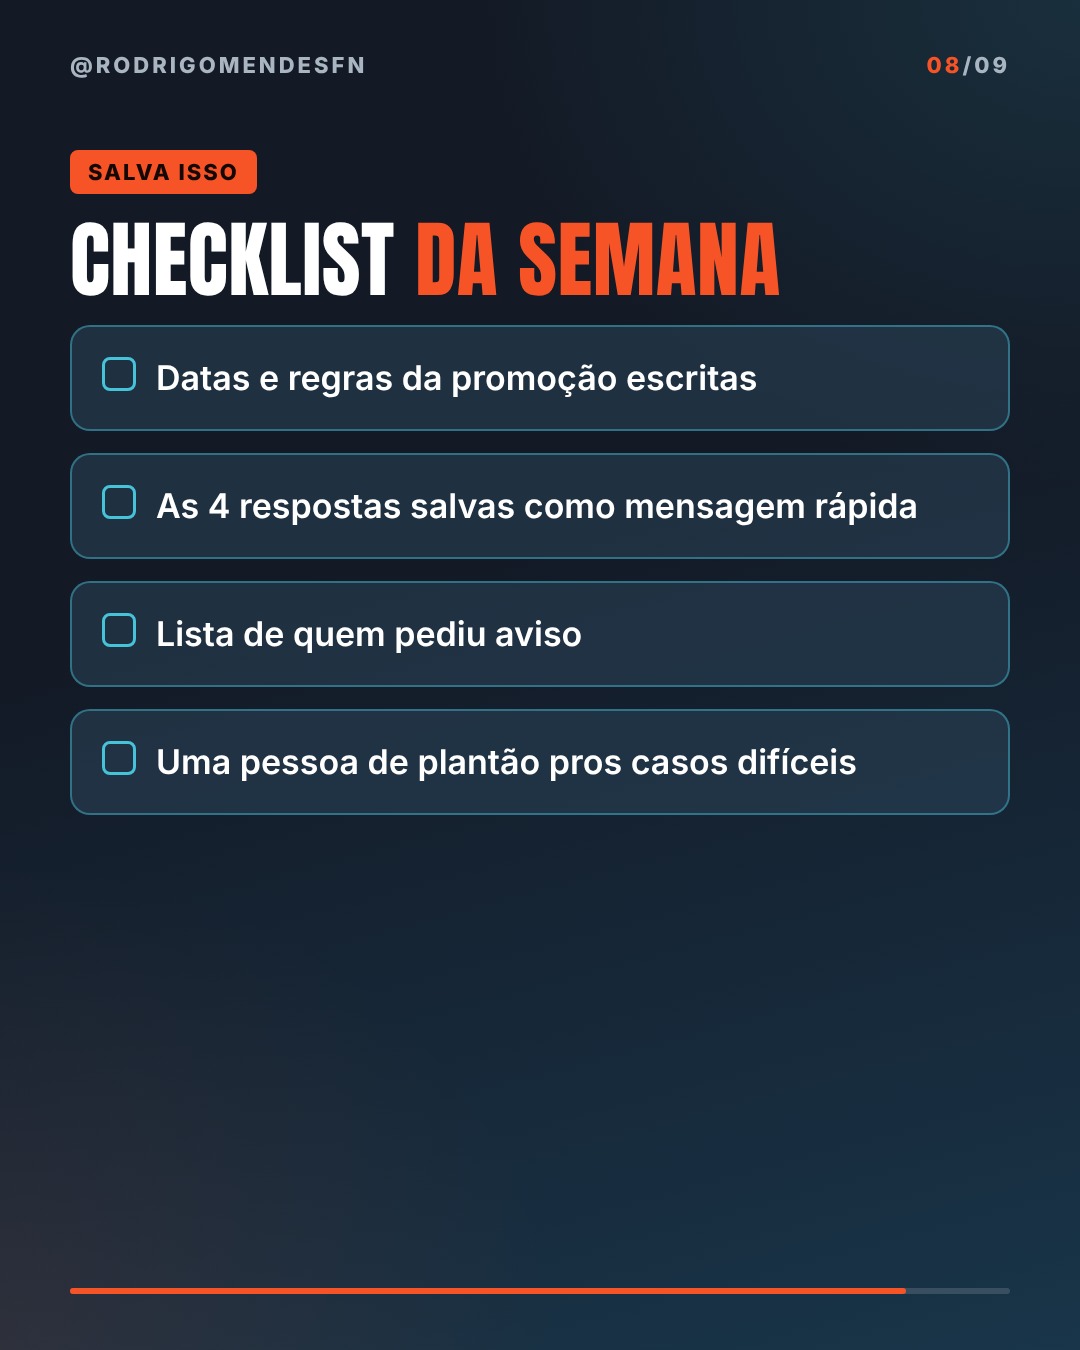 @RODRIGOMENDESFN
08/09
SALVA ISSO
CHECKLIST DA SEMANA
Datas e regras da promoção escritas
As 4 respostas salvas como mensagem rápida
Lista de quem pediu aviso
Uma pessoa de plantão pros casos difíceis